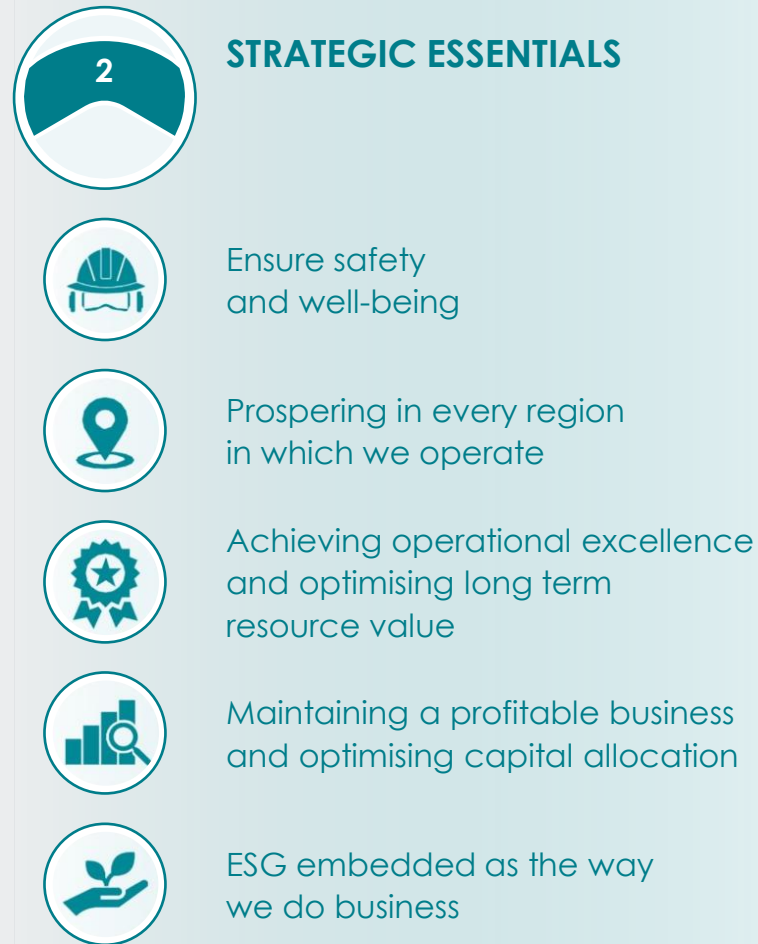 2
STRATEGIC ESSENTIALS
Ensure safety
and well-being
Prospering in every region
in which we operate
Achieving operational excellence
and optimising long term
resource value
Maintaining a profitable business
and optimising capital allocation
ESG embedded as the way
we do business